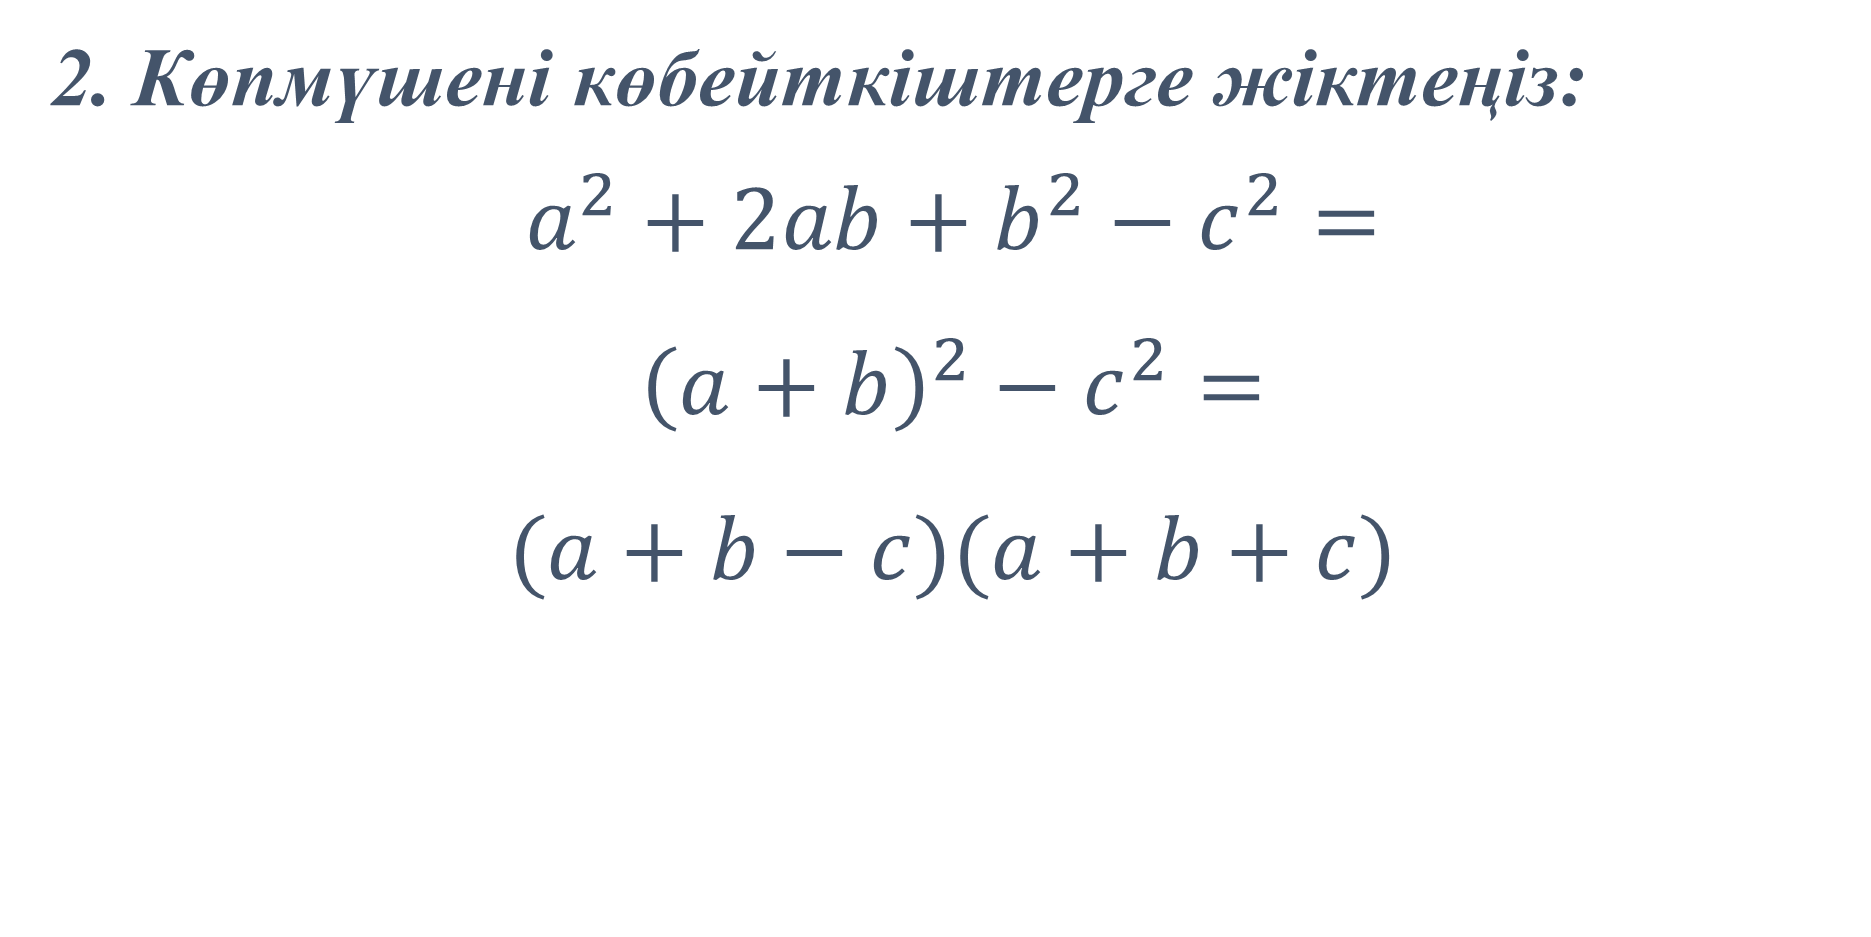 2. Көпмүшені көбейткіштерге жіктеңіз:
a² + 2ab + b² − c² =
(a + b)² − c² =
(a + b − c)(a + b + c)